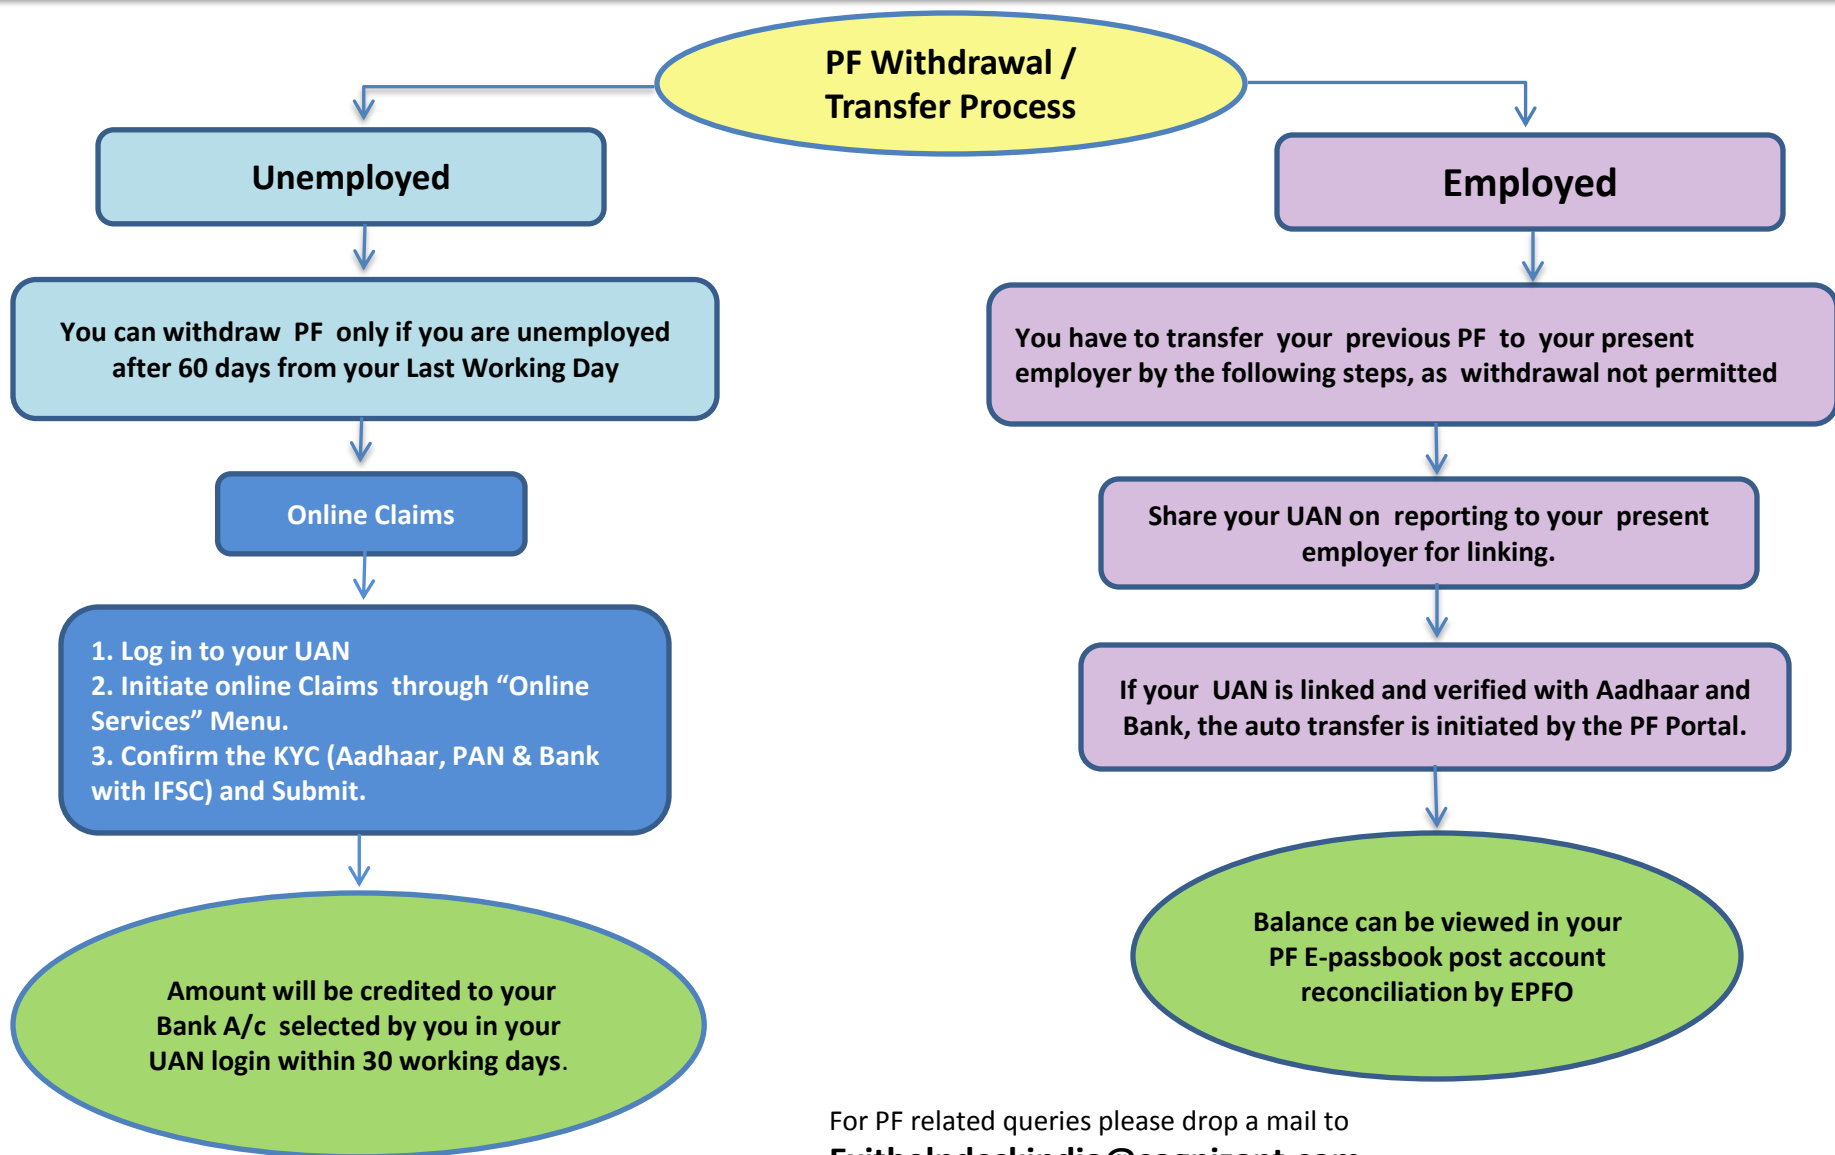 PF Withdrawal /
Transfer Process
Unemployed
You can withdraw PF only if you are unemployed
after 60 days from your Last Working Day
Online Claims
1. Log in to your UAN
2. Initiate online Claims through “Online
Services” Menu.
3. Confirm the KYC (Aadhaar, PAN & Bank
with IFSC) and Submit.
Amount will be credited to your
Bank A/c selected by you in your
UAN login within 30 working days.
Employed
You have to transfer your previous PF to your present
employer by the following steps, as withdrawal not permitted
Share your UAN on reporting to your present
employer for linking.
If your UAN is linked and verified with Aadhaar and
Bank, the auto transfer is initiated by the PF Portal.
Balance can be viewed in your
PF E-passbook post account
reconciliation by EPFO
For PF related queries please drop a mail to
Exithelpdeskindia@cognizant.com